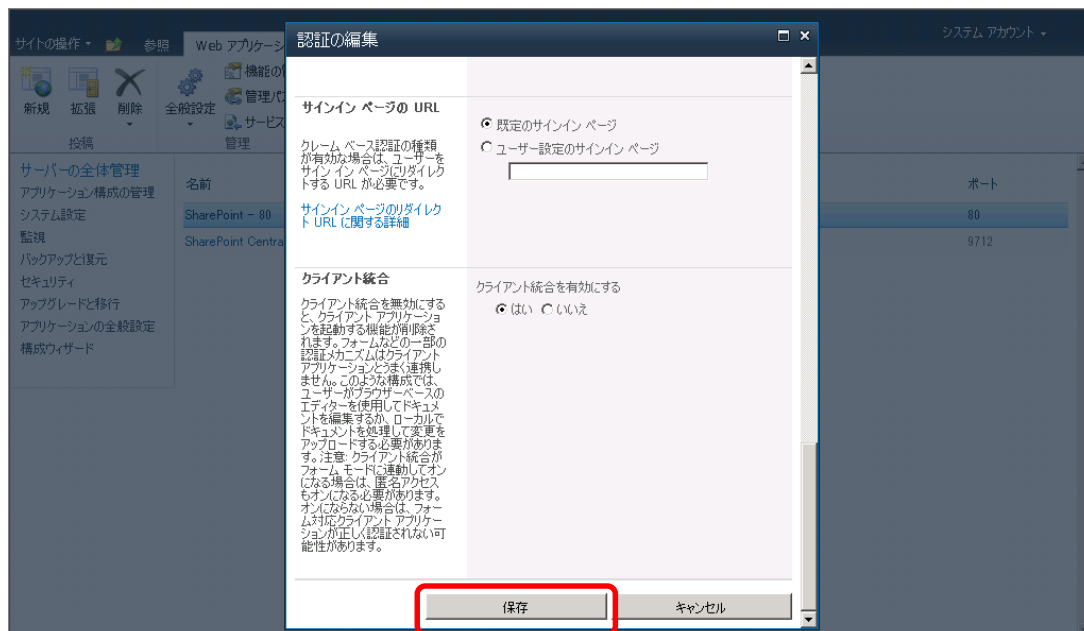 システム アカウント
サイトの操作
参照
Web アプリケーシ
新規
拡張
削除
全般設定
機能の
管理パ
サービス
投稿
管理
サーバーの全体管理
アプリケーション構成の管理
システム設定
監視
バックアップと復元
セキュリティ
アップグレードと移行
アプリケーションの全般設定
構成ウィザード
名前
ポート
SharePoint - 80
80
SharePoint Centra
9712
認証の編集
サインイン ページの URL
クレーム ベース認証の種類
が有効な場合は、ユーザーを
サイン イン ページにリダイレク
トする URL が必要です。
サインイン ページのリダイレク
ト URL に関する詳細
既定のサインイン ページ
ユーザー設定のサインイン ページ
クライアント統合
クライアント統合を無効にする
と、クライアント アプリケーショ
ンを起動する機能が削除さ
れます。フォームなどの一部の
認証メカニズムはクライアント
アプリケーションとうまく連携し
ません。このような構成では、
ユーザーがブラウザーベースの
エディターを使用してドキュメ
ントを編集するか、ローカルで
ドキュメントを処理して変更を
アップロードする必要がありま
す。注意: クライアント統合が
フォーム モードに連動してオン
になる場合は、匿名アクセス
もオンになる必要があります。
オンにならない場合は、フォー
ム対応クライアント アプリケー
ションが正しく認証されない可
能性があります。
クライアント統合を有効にする
はい いいえ
保存
キャンセル